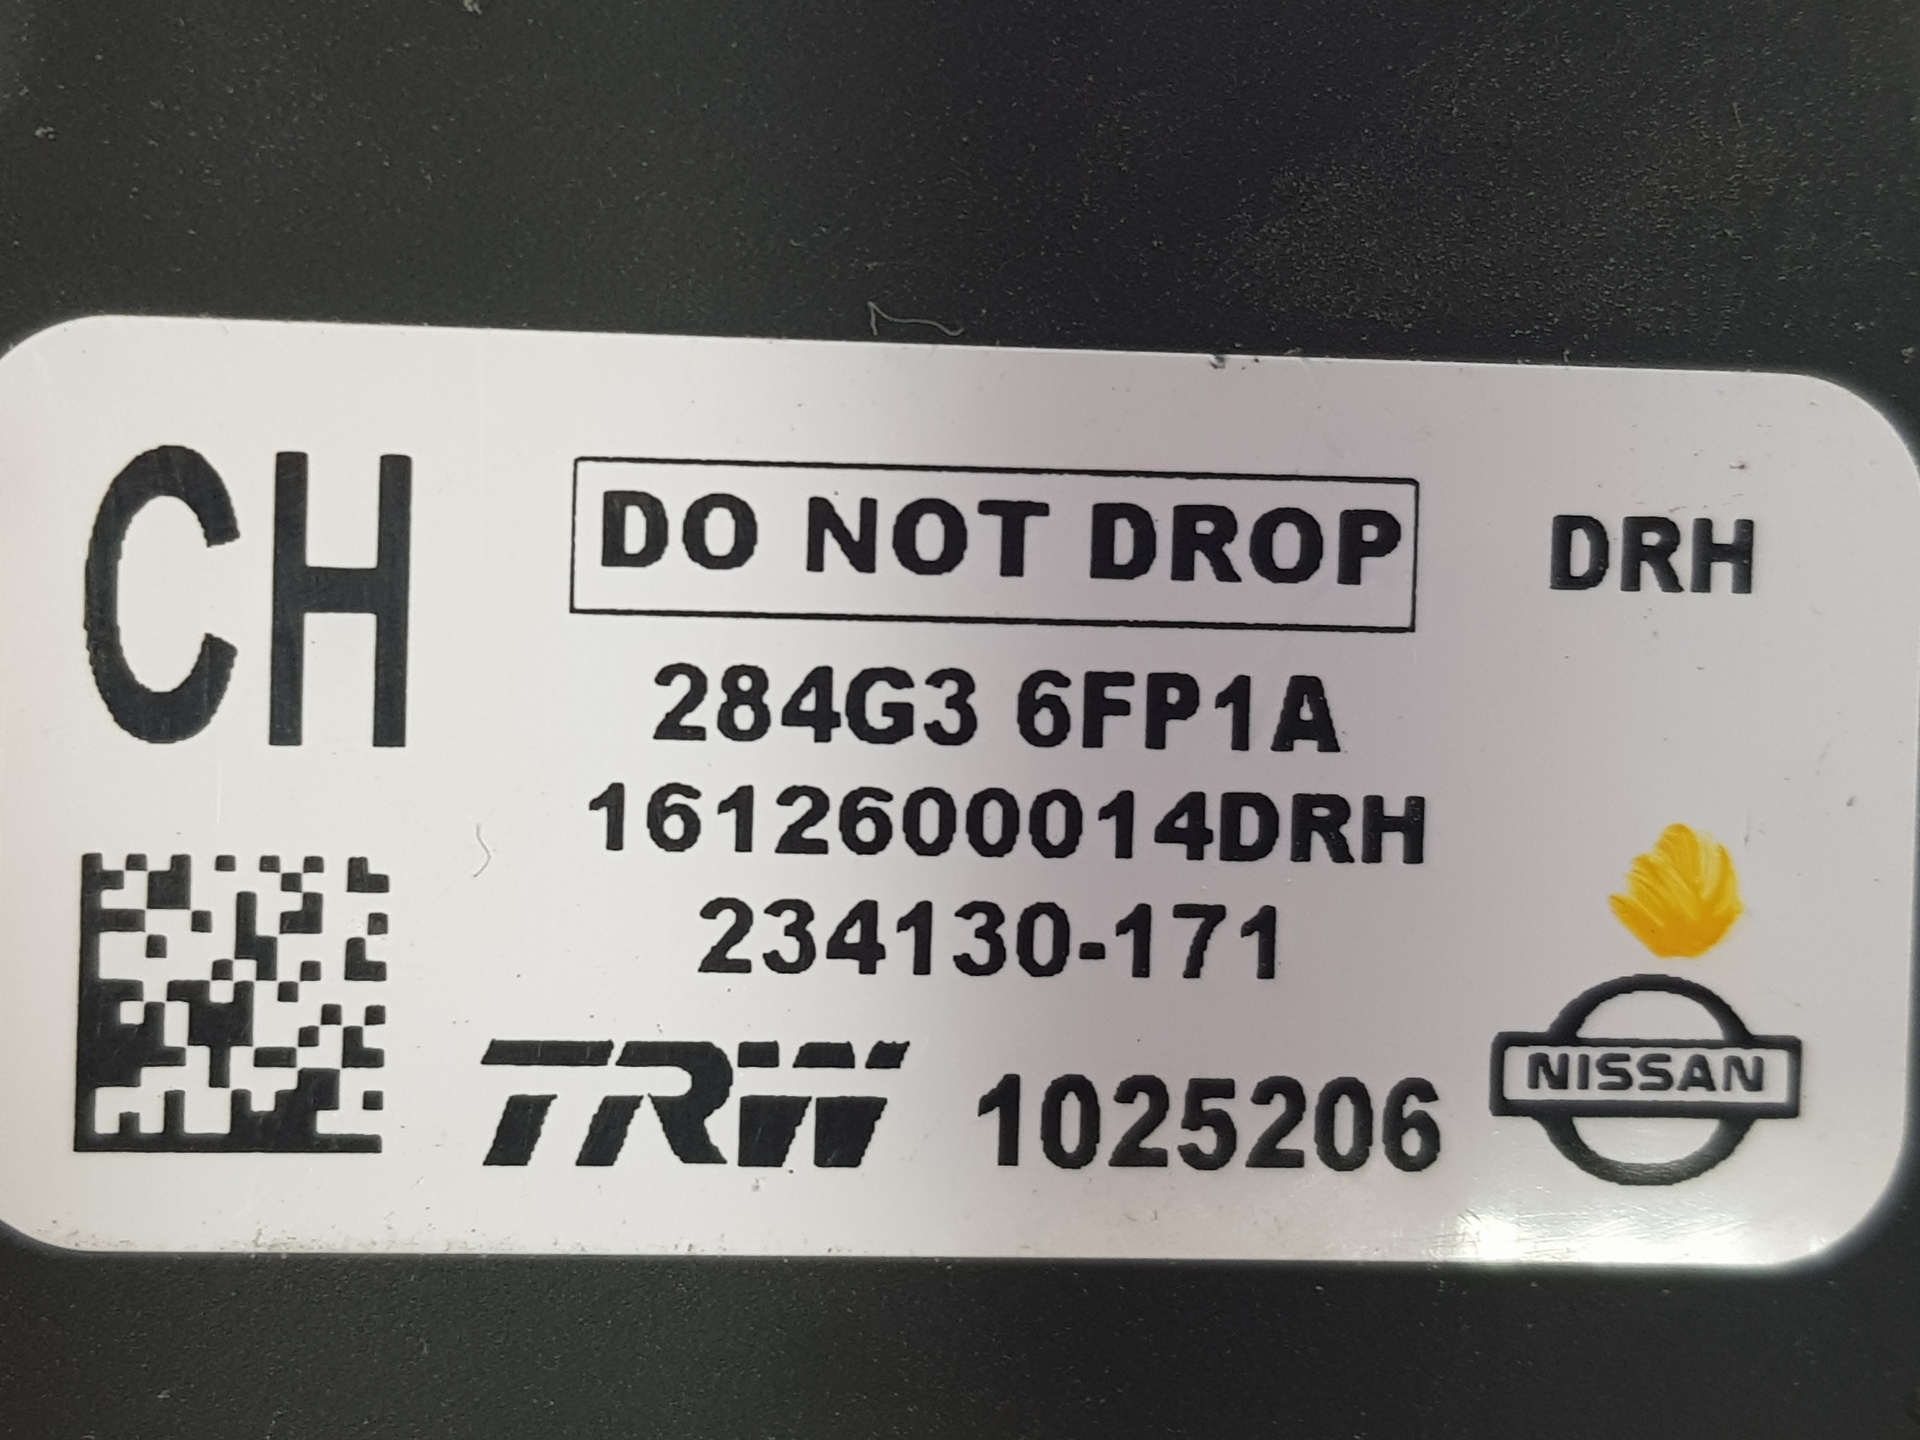 CH
DO NOT DROP
DRH
284G3 6FP1A
1612600014DRH
234130-171
TRW 1025206
NISSAN